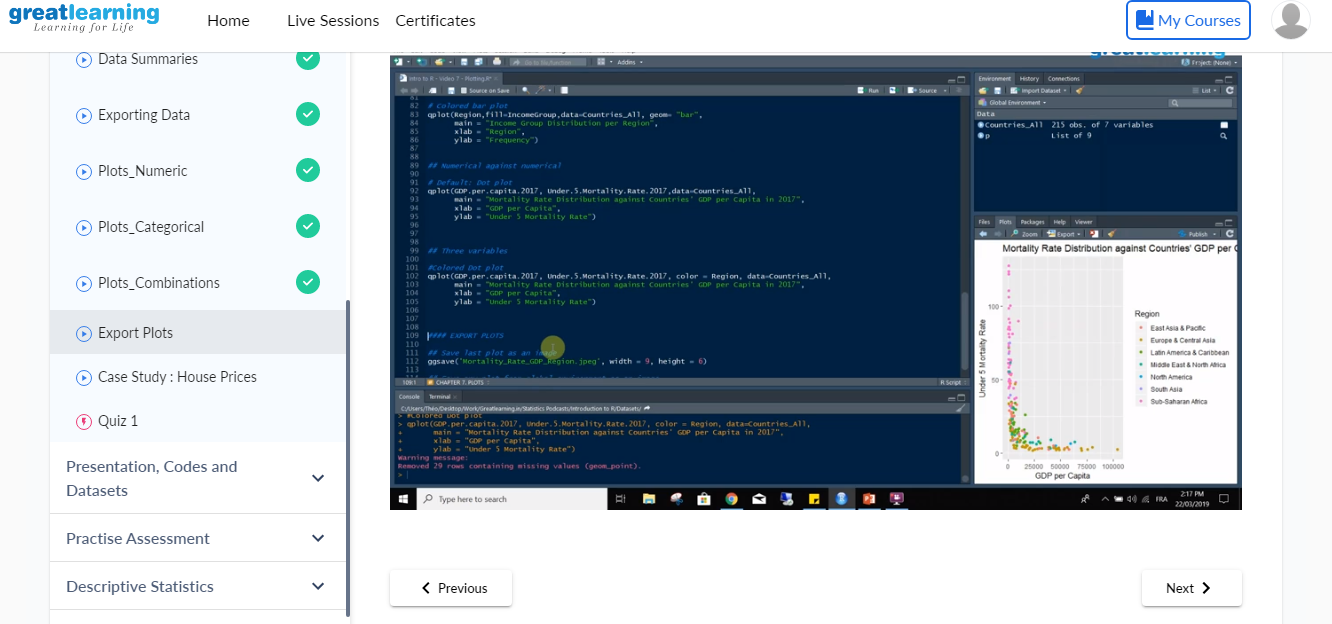 greatlearning
Learning for Life
Home
Live Sessions
Certificates
My Courses
Data Summaries
Exporting Data
Plots_Numeric
Plots_Categorical
Plots_Combinations
Export Plots
Case Study : House Prices
Quiz 1
Presentation, Codes and
Datasets
Practise Assessment
Descriptive Statistics
Go to file/function
Addins
Project: (None)
Intro to R - Video 7 - Plotting.R*
Source on Save
Run
Source
81
82 # Colored bar plot
83 qplot(Region,fill=IncomeGroup,data=Countries_All, geom= "bar",
84 main = "Income Group Distribution per Region",
85 xlab = "Region",
86 ylab = "Frequency")
87
88
89 ## Numerical against numerical
90
91 # Default: Dot plot
92 qplot(GDP.per.capita.2017, Under.5.Mortality.Rate.2017,data=Countries_All,
93 main = "Mortality Rate Distribution against Countries' GDP per Capita in 2017",
94 xlab = "GDP per Capita",
95 ylab = "Under 5 Mortality Rate")
96
97
98
99 ## Three variables
100
101 #Colored Dot plot
102 qplot(GDP.per.capita.2017, Under.5.Mortality.Rate.2017, color = Region, data=Countries_All,
103 main = "Mortality Rate Distribution against Countries' GDP per Capita in 2017",
104 xlab = "GDP per Capita",
105 ylab = "Under 5 Mortality Rate")
106
107
108
109 #### EXPORT PLOTS
110
111 ## Save last plot as an image
112 ggsave('Mortality_Rate_GDP_Region.jpeg', width = 9, height = 6)
113
109:1
CHAPTER 7. PLOTS
R Script
Console
Terminal
C:/Users/Théo/Desktop/Work/Greatlearning.in/Statistics Podcasts/Introduction to R/Datasets/
> #Colored Dot plot
> qplot(GDP.per.capita.2017, Under.5.Mortality.Rate.2017, color = Region, data=Countries_All,
+ main = "Mortality Rate Distribution against Countries' GDP per Capita in 2017",
+ xlab = "GDP per Capita",
+ ylab = "Under 5 Mortality Rate")
Warning message:
Removed 29 rows containing missing values (geom_point).
>
Environment
History
Connections
Import Dataset
List
Global Environment
Data
Countries_All 215 obs. of 7 variables
p List of 9
Files
Plots
Packages
Help
Viewer
Zoom
Export
Publish
Mortality Rate Distribution against Countries' GDP per C
100
50
0
Under 5 Mortality Rate
0 25000 50000 75000 100000
GDP per Capita
Region
East Asia & Pacific
Europe & Central Asia
Latin America & Caribbean
Middle East & North Africa
North America
South Asia
Sub-Saharan Africa
Type here to search
FRA
2:17 PM
22/03/2019
Previous
Next